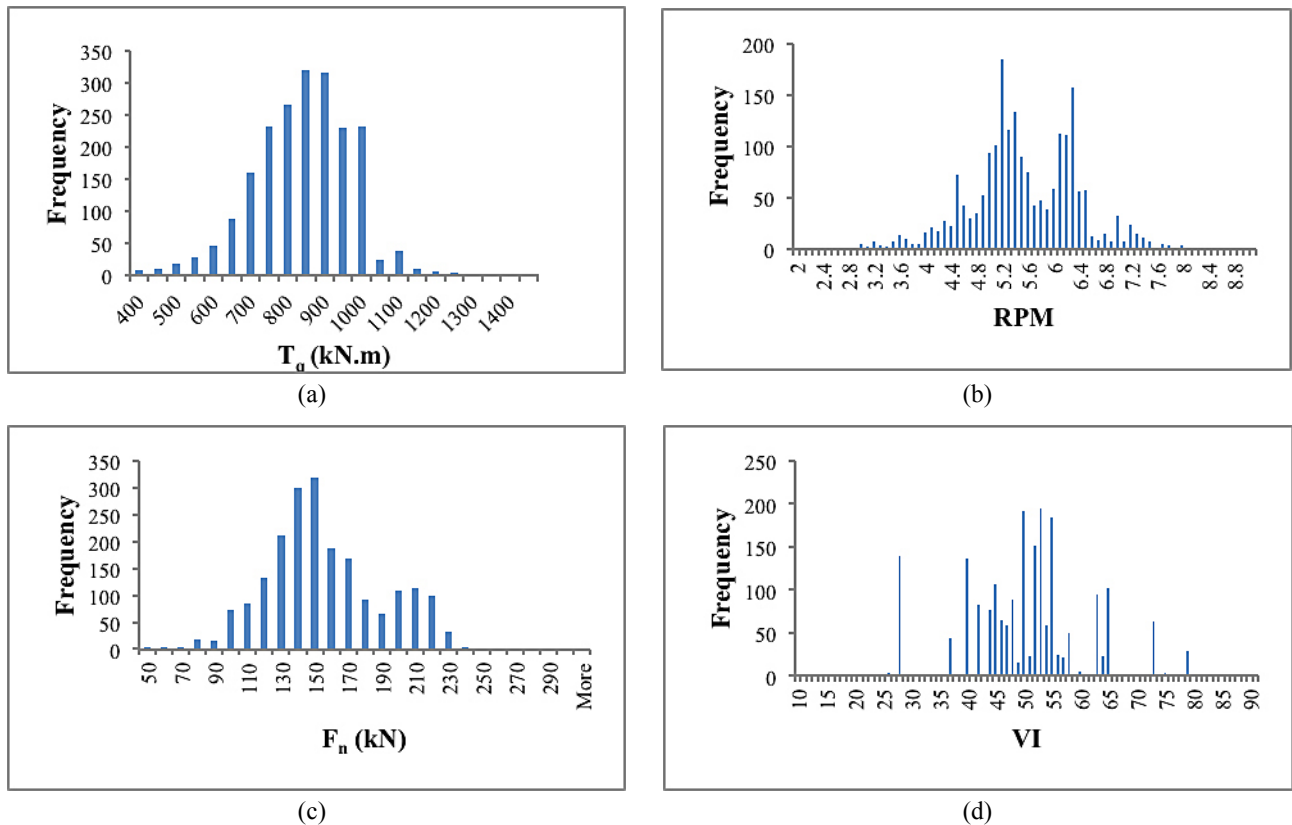 350
300
250
200
150
100
50
0
Frequency
400 500 600 700 800 900 1000 1100 1200 1300 1400
Tq (kN.m)
(a)
200
150
100
50
0
Frequency
2 2.4 2.8 3.2 3.6 4 4.4 4.8 5.2 5.6 6 6.4 6.8 7.2 7.6 8 8.4 8.8
RPM
(b)
350
300
250
200
150
100
50
0
Frequency
50 70 90 110 130 150 170 190 210 230 250 270 290 More
Fn (kN)
(c)
250
200
150
100
50
0
Frequency
10 15 20 25 30 35 40 45 50 55 60 65 70 75 80 85 90
VI
(d)